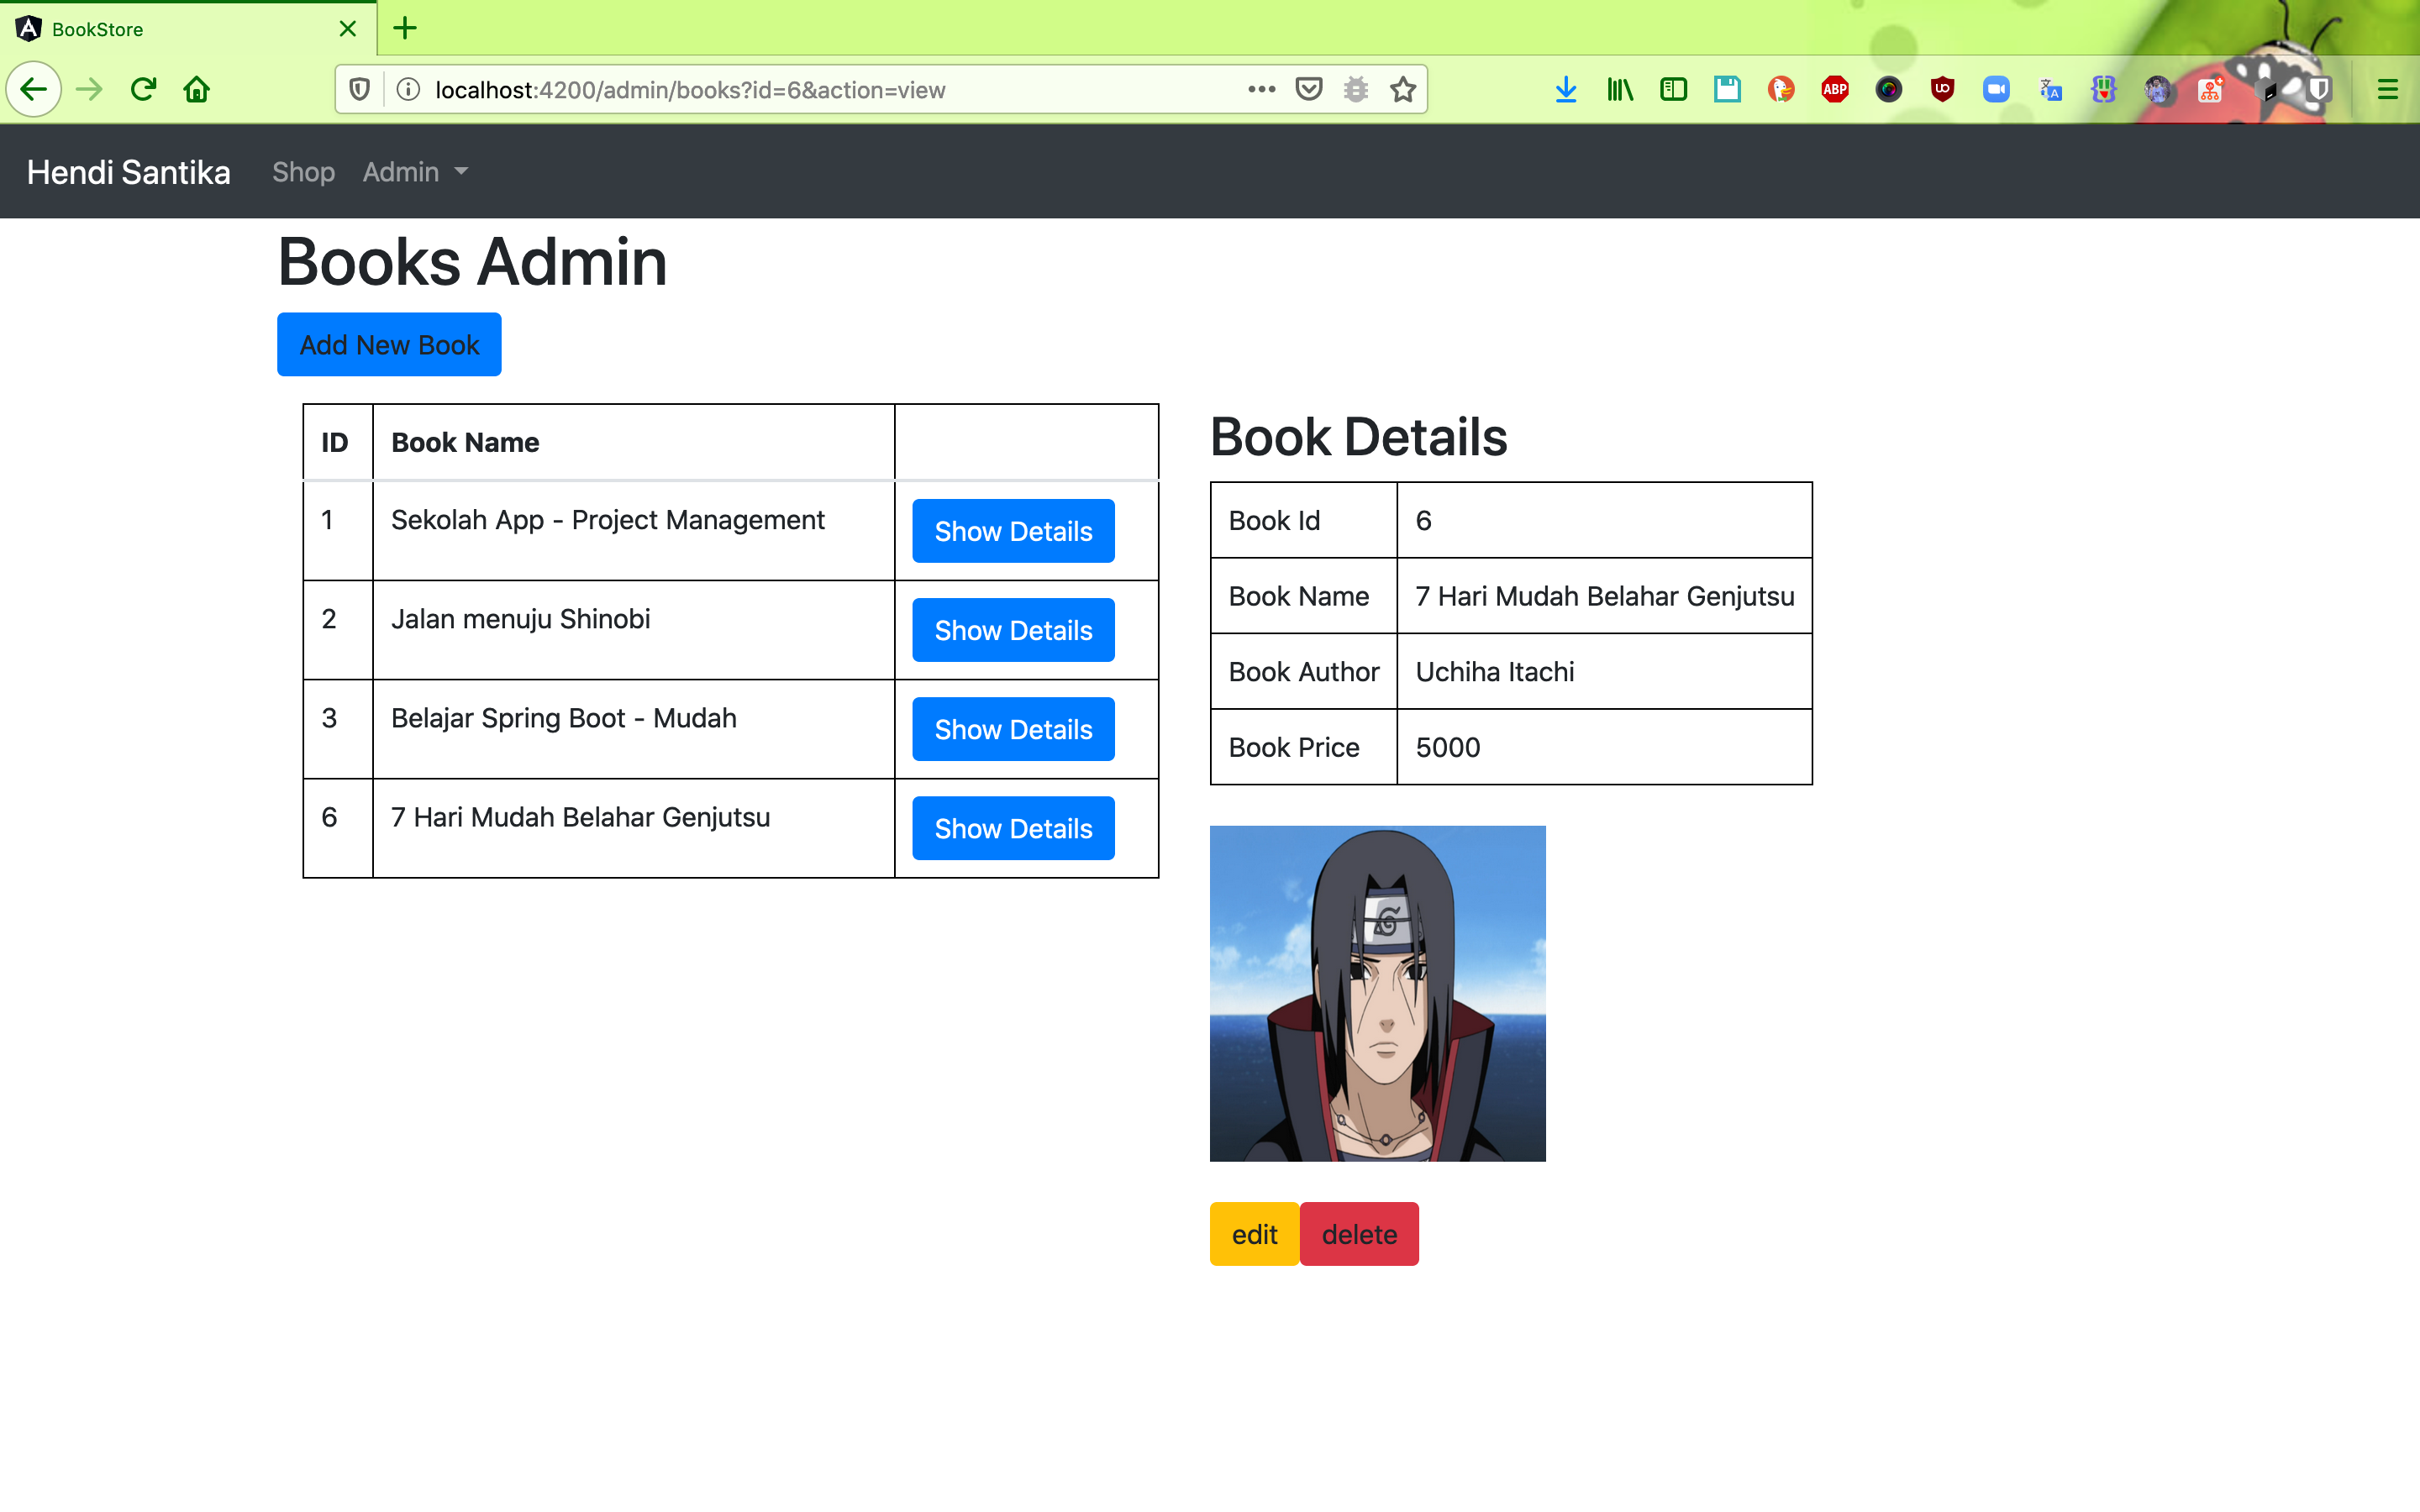 BookStore
localhost:4200/admin/books?id=6&action=view
ABP
Hendi Santika Shop Admin
Books Admin
Add New Book
ID Book Name
1 Sekolah App - Project Management Show Details
2 Jalan menuju Shinobi Show Details
3 Belajar Spring Boot - Mudah Show Details
6 7 Hari Mudah Belahar Genjutsu Show Details
Book Details
Book Id 6
Book Name 7 Hari Mudah Belahar Genjutsu
Book Author Uchiha Itachi
Book Price 5000
edit delete